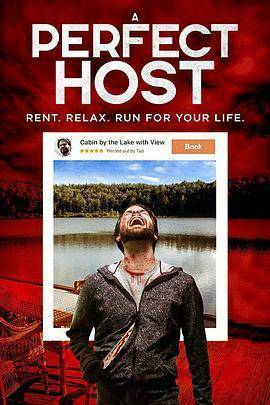 A
PERFECT
HOST
RENT. RELAX. RUN FOR YOUR LIFE.
Cabin by the Lake with View
Book
Rented out by Tad